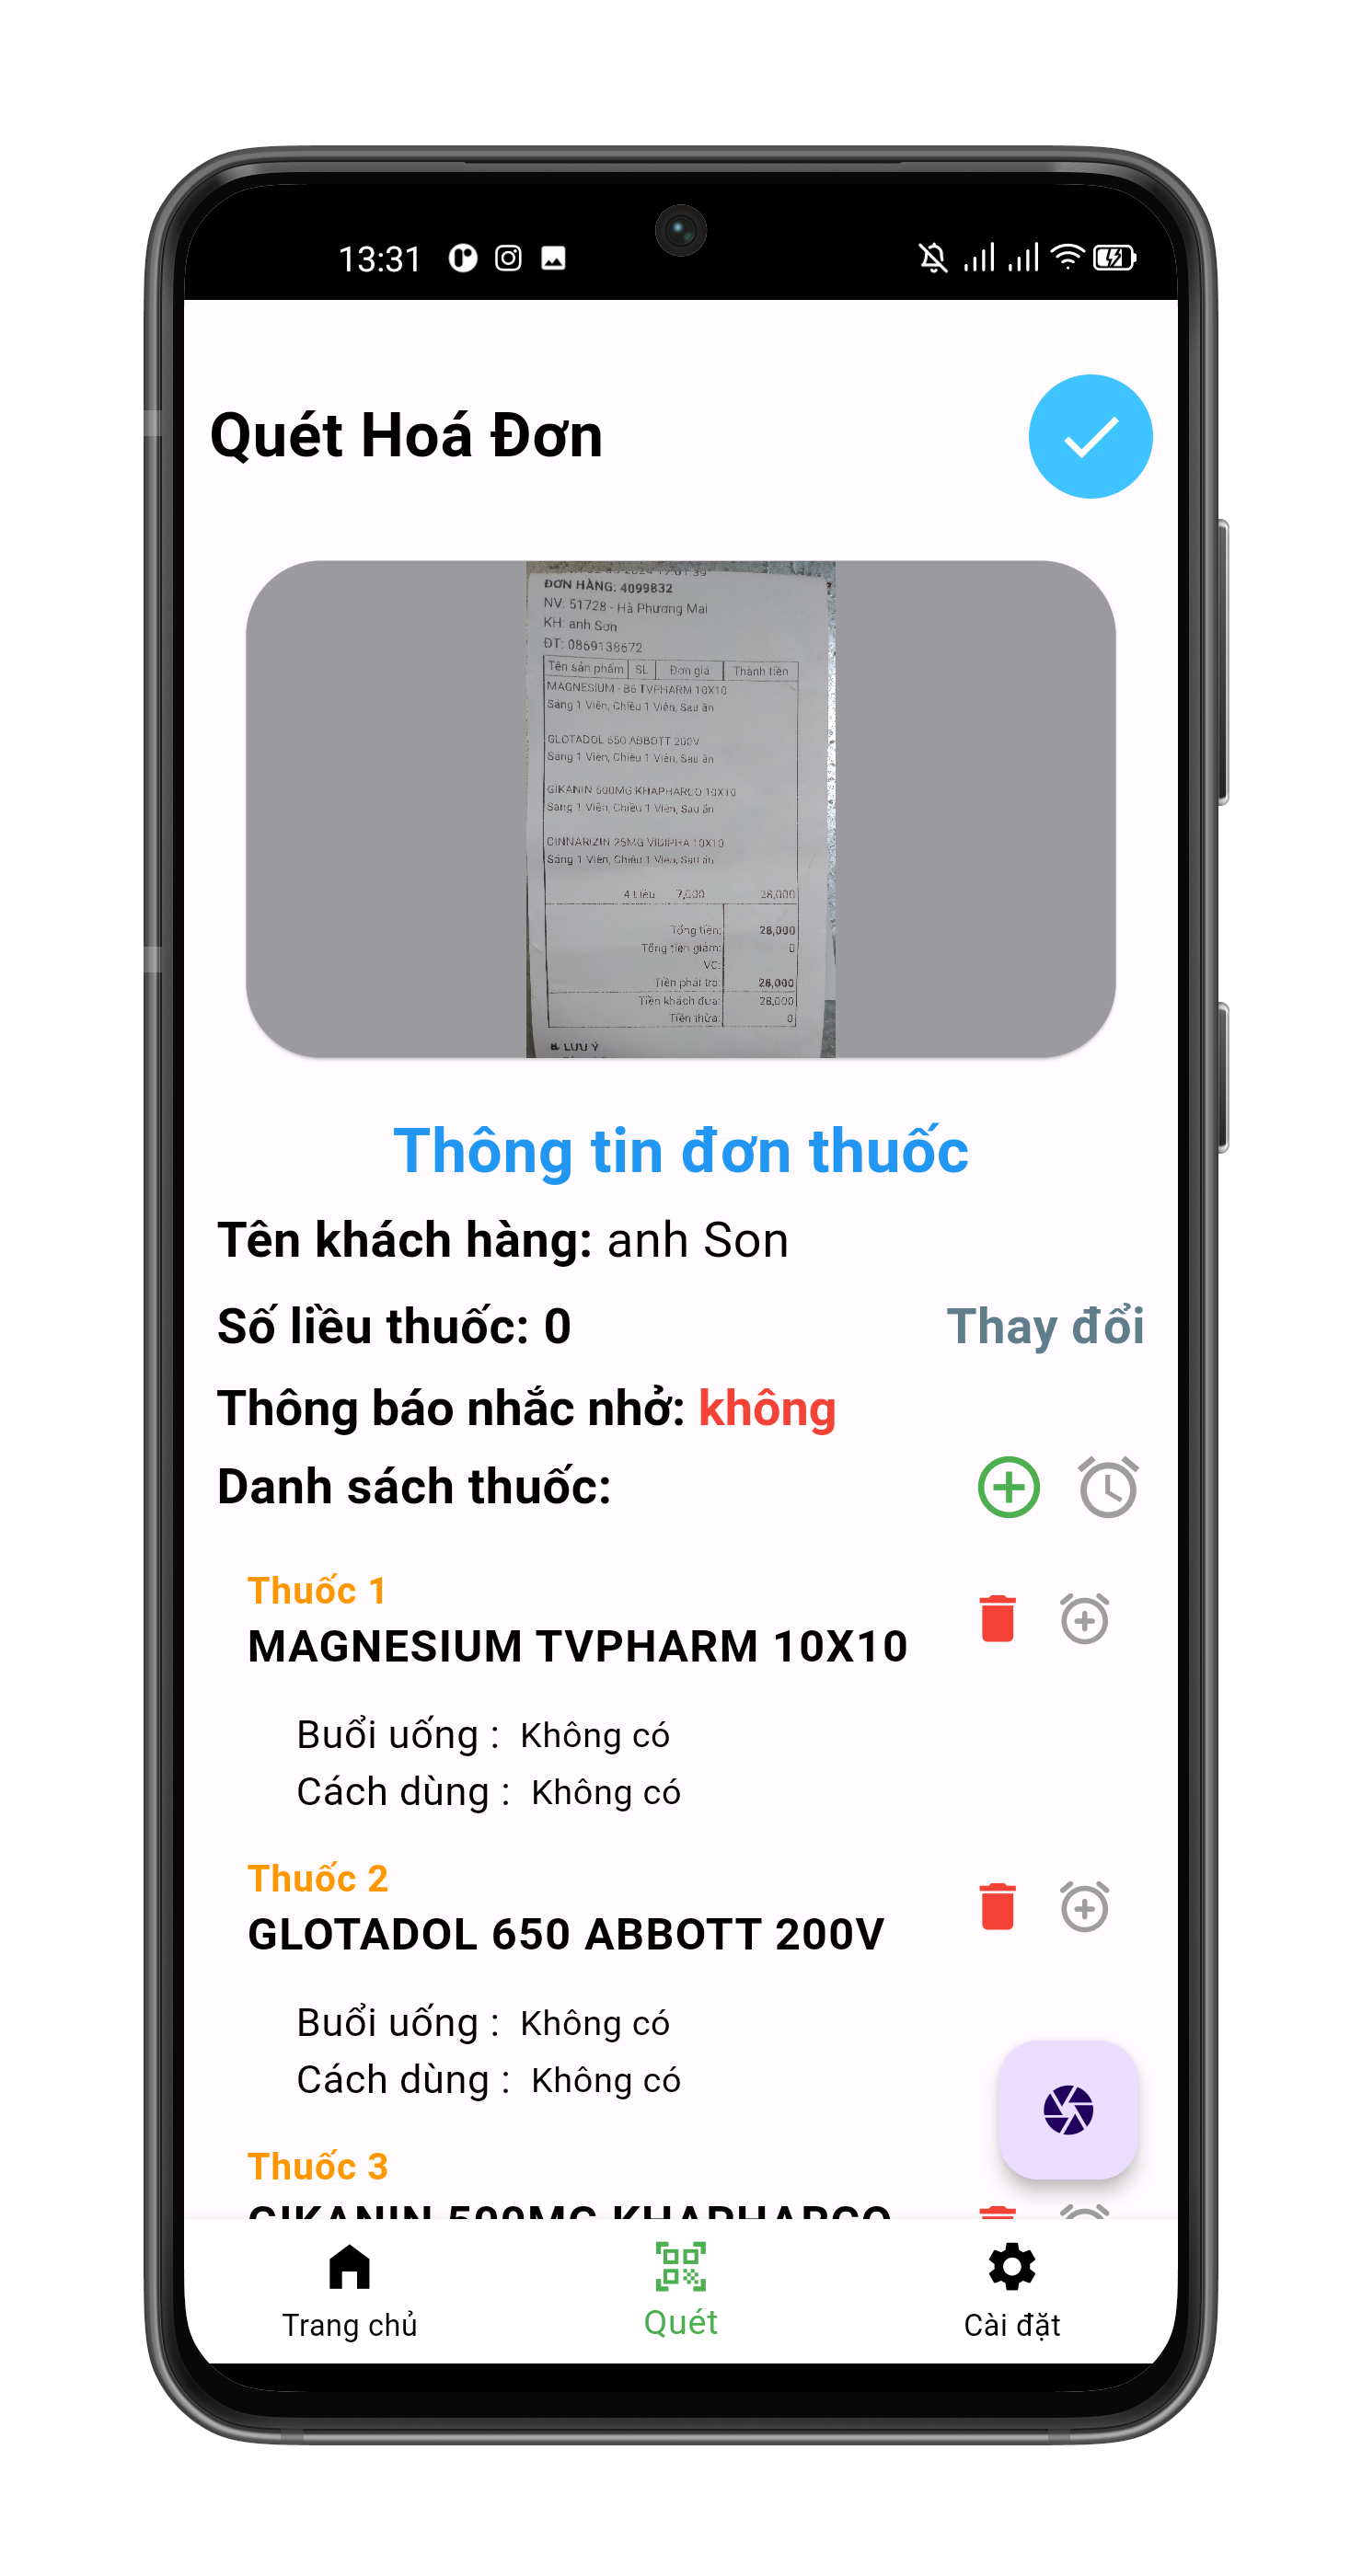 13:31
Quét Hoá Đơn
ĐƠN HÀNG: 4099832
NV: 51728 - Hà Phương Mai
KH: anh Sơn
ĐT: 0869138672
Tên sản phẩm SL Đơn giá Thành tiền
MAGNESIUM - B6 TVPHARM 10X10
Sáng 1 Viên, Chiều 1 Viên, Sau ăn
GLOTADOL 650 ABBOTT 200V
Sáng 1 Viên, Chiều 1 Viên, Sau ăn
GIKANIN 500MG KHAPHARCO 10X10
Sáng 1 Viên, Chiều 1 Viên, Sau ăn
CINNARIZIN 25MG VIDIPHA 10X10
Sáng 1 Viên, Chiều 1 Viên, Sau ăn
4 Liều 7,000 28,000
Tổng tiền: 28,000
Tổng tiền giảm: 0
VC:
Tiền phải trả: 28,000
Tiền khách đưa: 28,000
Tiền thừa: 0
LƯU Ý
Thông tin đơn thuốc
Tên khách hàng: anh Son
Số liều thuốc: 0 Thay đổi
Thông báo nhắc nhở: không
Danh sách thuốc:
Thuốc 1
MAGNESIUM TVPHARM 10X10
Buổi uống : Không có
Cách dùng : Không có
Thuốc 2
GLOTADOL 650 ABBOTT 200V
Buổi uống : Không có
Cách dùng : Không có
Thuốc 3
GIKANIN 500MG KHAPHARCO
Trang chủ Quét Cài đặt